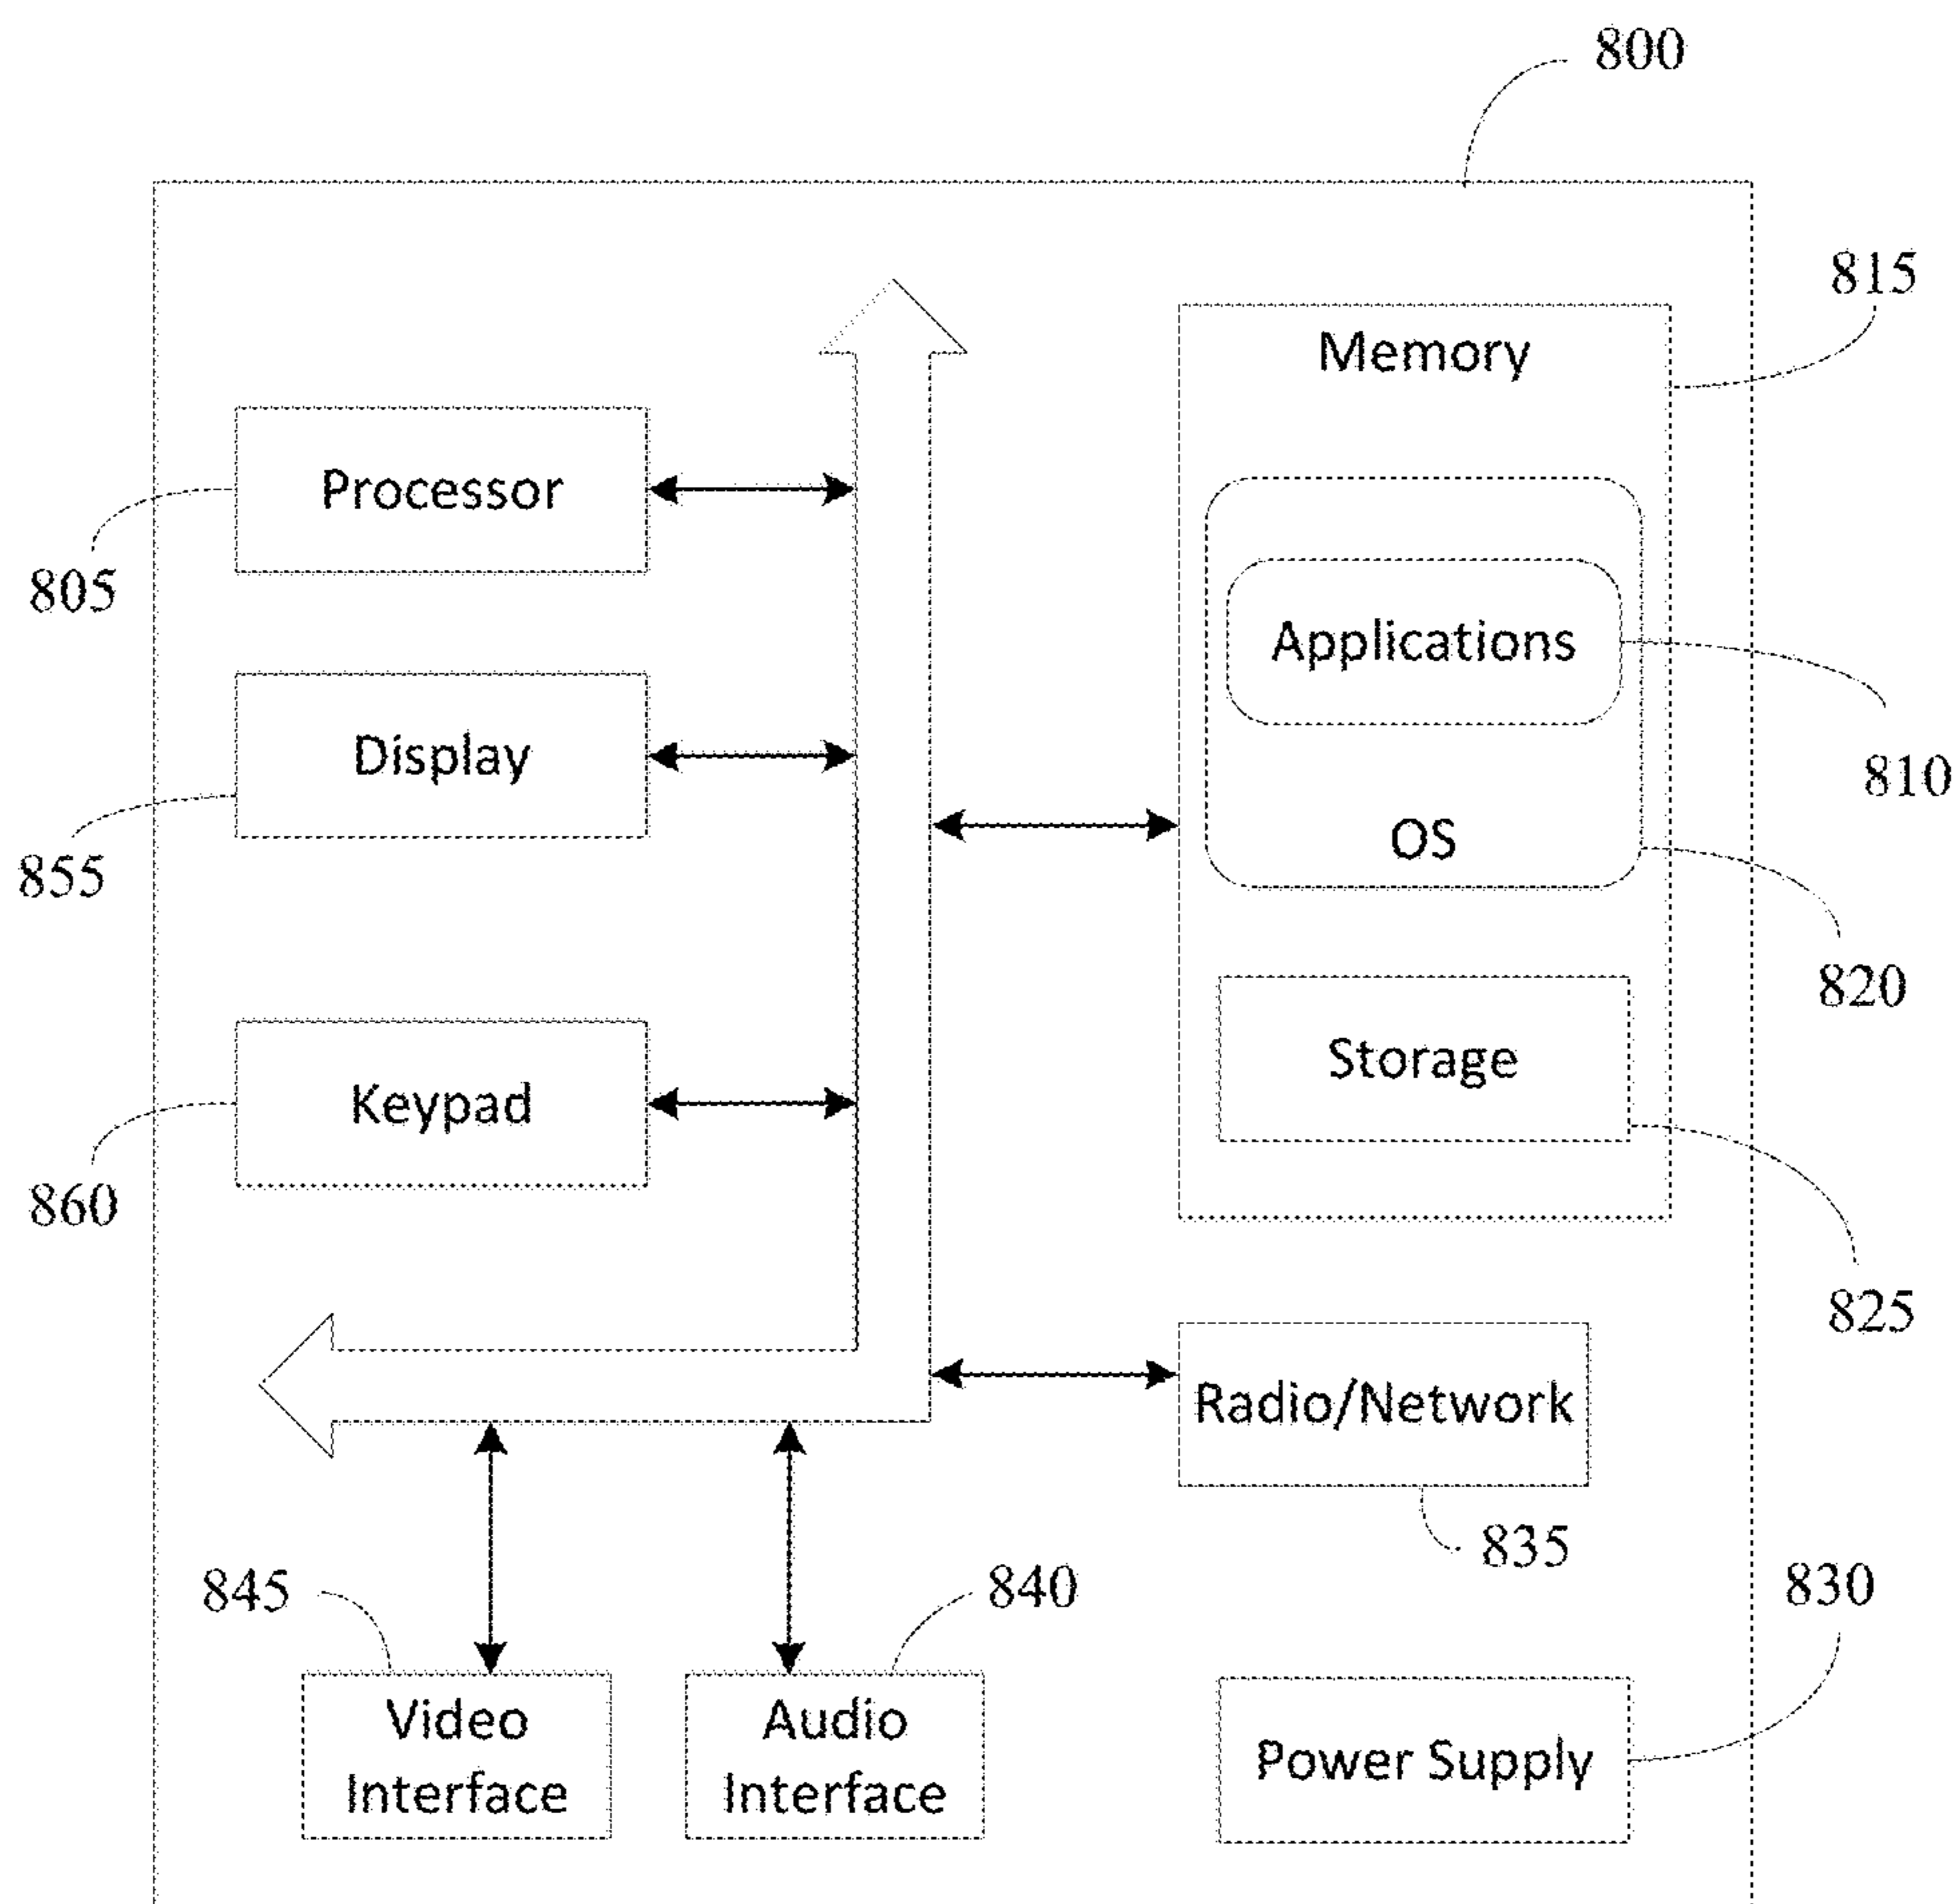 800
815
Memory
Processor
805
Applications
Display
810
855
OS
820
Storage
Keypad
860
825
Radio/Network
835
845
840
830
Video
Interface
Audio
Interface
Power Supply